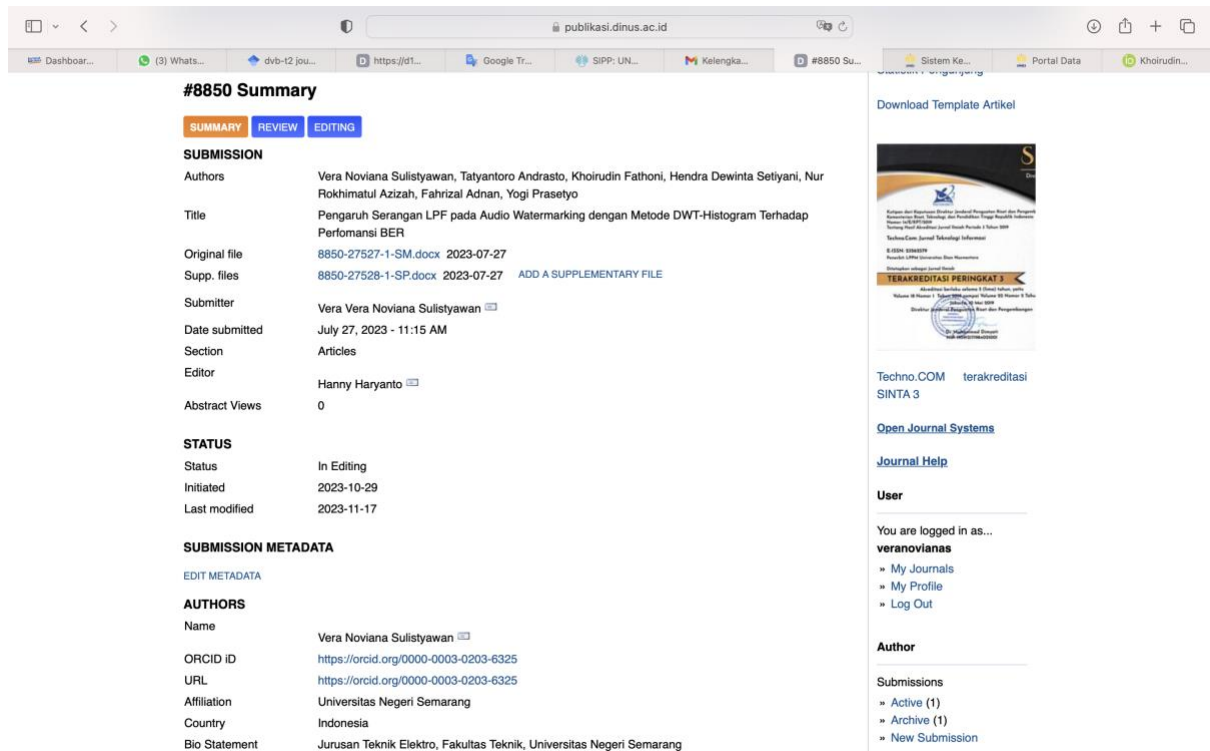 publikasi.dinus.ac.id
Dashboar...
(3) Whats...
dvb-t2 jou...
https://d1...
Google Tr...
SIPP: UN...
Kelengka...
#8850 Su...
Sistem Ke...
Portal Data
Khoirudin...
#8850 Summary
SUMMARY REVIEW EDITING
SUBMISSION
Authors Vera Noviana Sulistyawan, Tatyantoro Andrasto, Khoirudin Fathoni, Hendra Dewinta Setiyani, Nur
Rokhimatul Azizah, Fahrizal Adnan, Yogi Prasetyo
Title Pengaruh Serangan LPF pada Audio Watermarking dengan Metode DWT-Histogram Terhadap
Perfomansi BER
Original file 8850-27527-1-SM.docx 2023-07-27
Supp. files 8850-27528-1-SP.docx 2023-07-27 ADD A SUPPLEMENTARY FILE
Submitter Vera Vera Noviana Sulistyawan
Date submitted July 27, 2023 - 11:15 AM
Section Articles
Editor Hanny Haryanto
Abstract Views 0
STATUS
Status In Editing
Initiated 2023-10-29
Last modified 2023-11-17
SUBMISSION METADATA
EDIT METADATA
AUTHORS
Name Vera Noviana Sulistyawan
ORCID iD https://orcid.org/0000-0003-0203-6325
URL https://orcid.org/0000-0003-0203-6325
Affiliation Universitas Negeri Semarang
Country Indonesia
Bio Statement Jurusan Teknik Elektro, Fakultas Teknik, Universitas Negeri Semarang
Statistik Pengunjung
Download Template Artikel
S
TechnoCom Jurnal Teknologi Informasi
TERAKREDITASI PERINGKAT 3
Techno.COM terakreditasi
SINTA 3
Open Journal Systems
Journal Help
User
You are logged in as...
veranovianas
» My Journals
» My Profile
» Log Out
Author
Submissions
» Active (1)
» Archive (1)
» New Submission